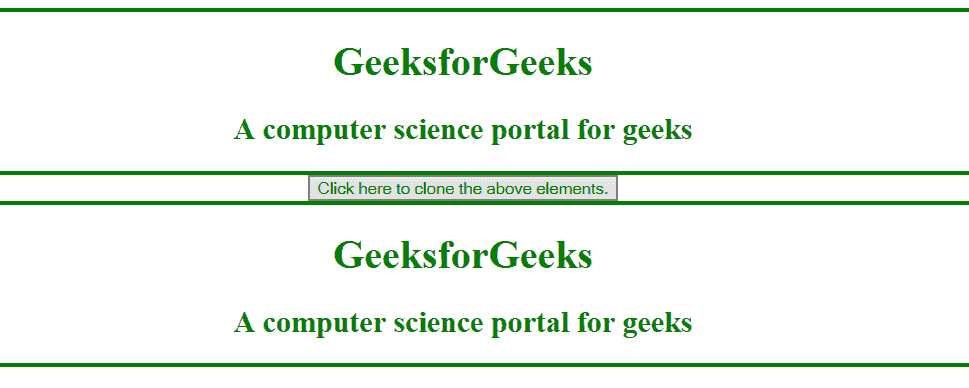 GeeksforGeeks
A computer science portal for geeks
Click here to clone the above elements.
GeeksforGeeks
A computer science portal for geeks